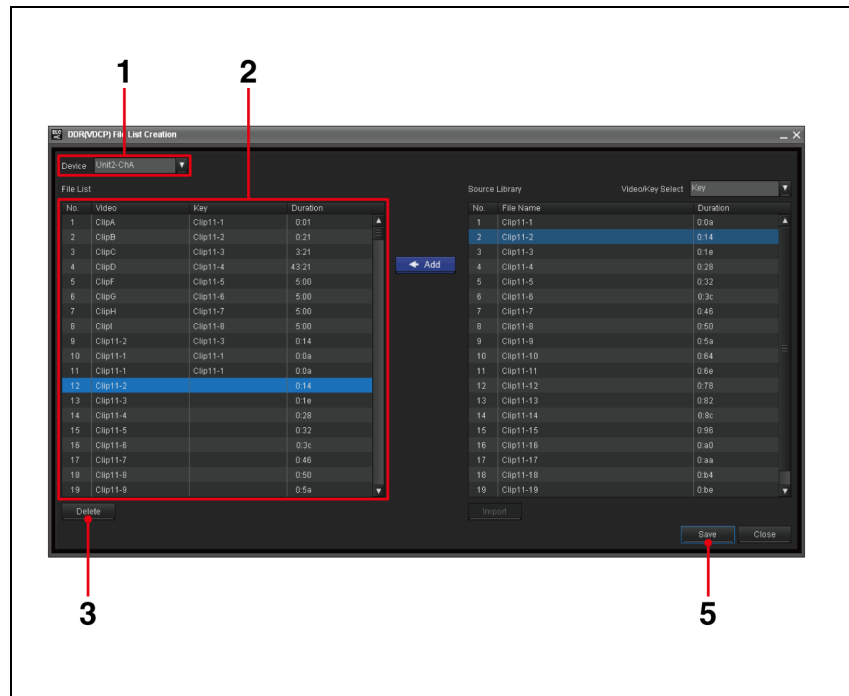 1 2
DDR(VDCP) File List Creation
Device Unit2-ChA
File List
No. Video Key Duration
1 ClipA Clip11-1 0:01
2 ClipB Clip11-2 0:21
3 ClipC Clip11-3 3:21
4 ClipD Clip11-4 43:21
5 ClipF Clip11-5 5:00
6 ClipG Clip11-6 5:00
7 ClipH Clip11-7 5:00
8 ClipI Clip11-8 5:00
9 Clip11-2 Clip11-3 0:14
10 Clip11-1 Clip11-1 0:0a
11 Clip11-1 Clip11-1 0:0a
12 Clip11-2 0:14
13 Clip11-3 0:1e
14 Clip11-4 0:28
15 Clip11-5 0:32
16 Clip11-6 0:3c
17 Clip11-7 0:46
18 Clip11-8 0:50
19 Clip11-9 0:5a
Delete
Add
Source Library Video/Key Select Key
No. File Name Duration
1 Clip11-1 0:0a
2 Clip11-2 0:14
3 Clip11-3 0:1e
4 Clip11-4 0:28
5 Clip11-5 0:32
6 Clip11-6 0:3c
7 Clip11-7 0:46
8 Clip11-8 0:50
9 Clip11-9 0:5a
10 Clip11-10 0:64
11 Clip11-11 0:6e
12 Clip11-12 0:78
13 Clip11-13 0:82
14 Clip11-14 0:8c
15 Clip11-15 0:96
16 Clip11-16 0:a0
17 Clip11-17 0:aa
18 Clip11-18 0:b4
19 Clip11-19 0:be
Import
Save Close
3 5